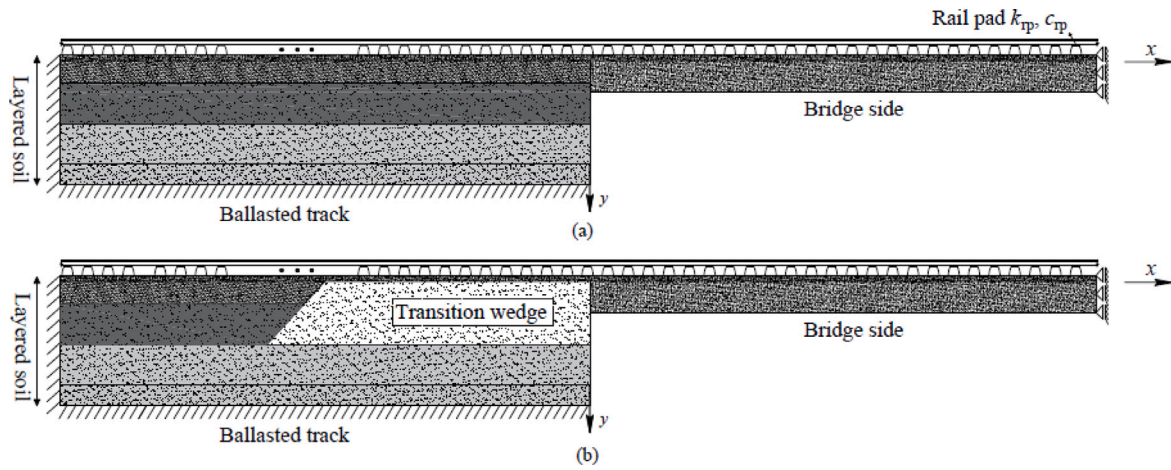 Rail pad k_rp, c_rp
x
Layered soil
Bridge side
y
Ballasted track
(a)
x
Layered soil
Transition wedge
Bridge side
y
Ballasted track
(b)